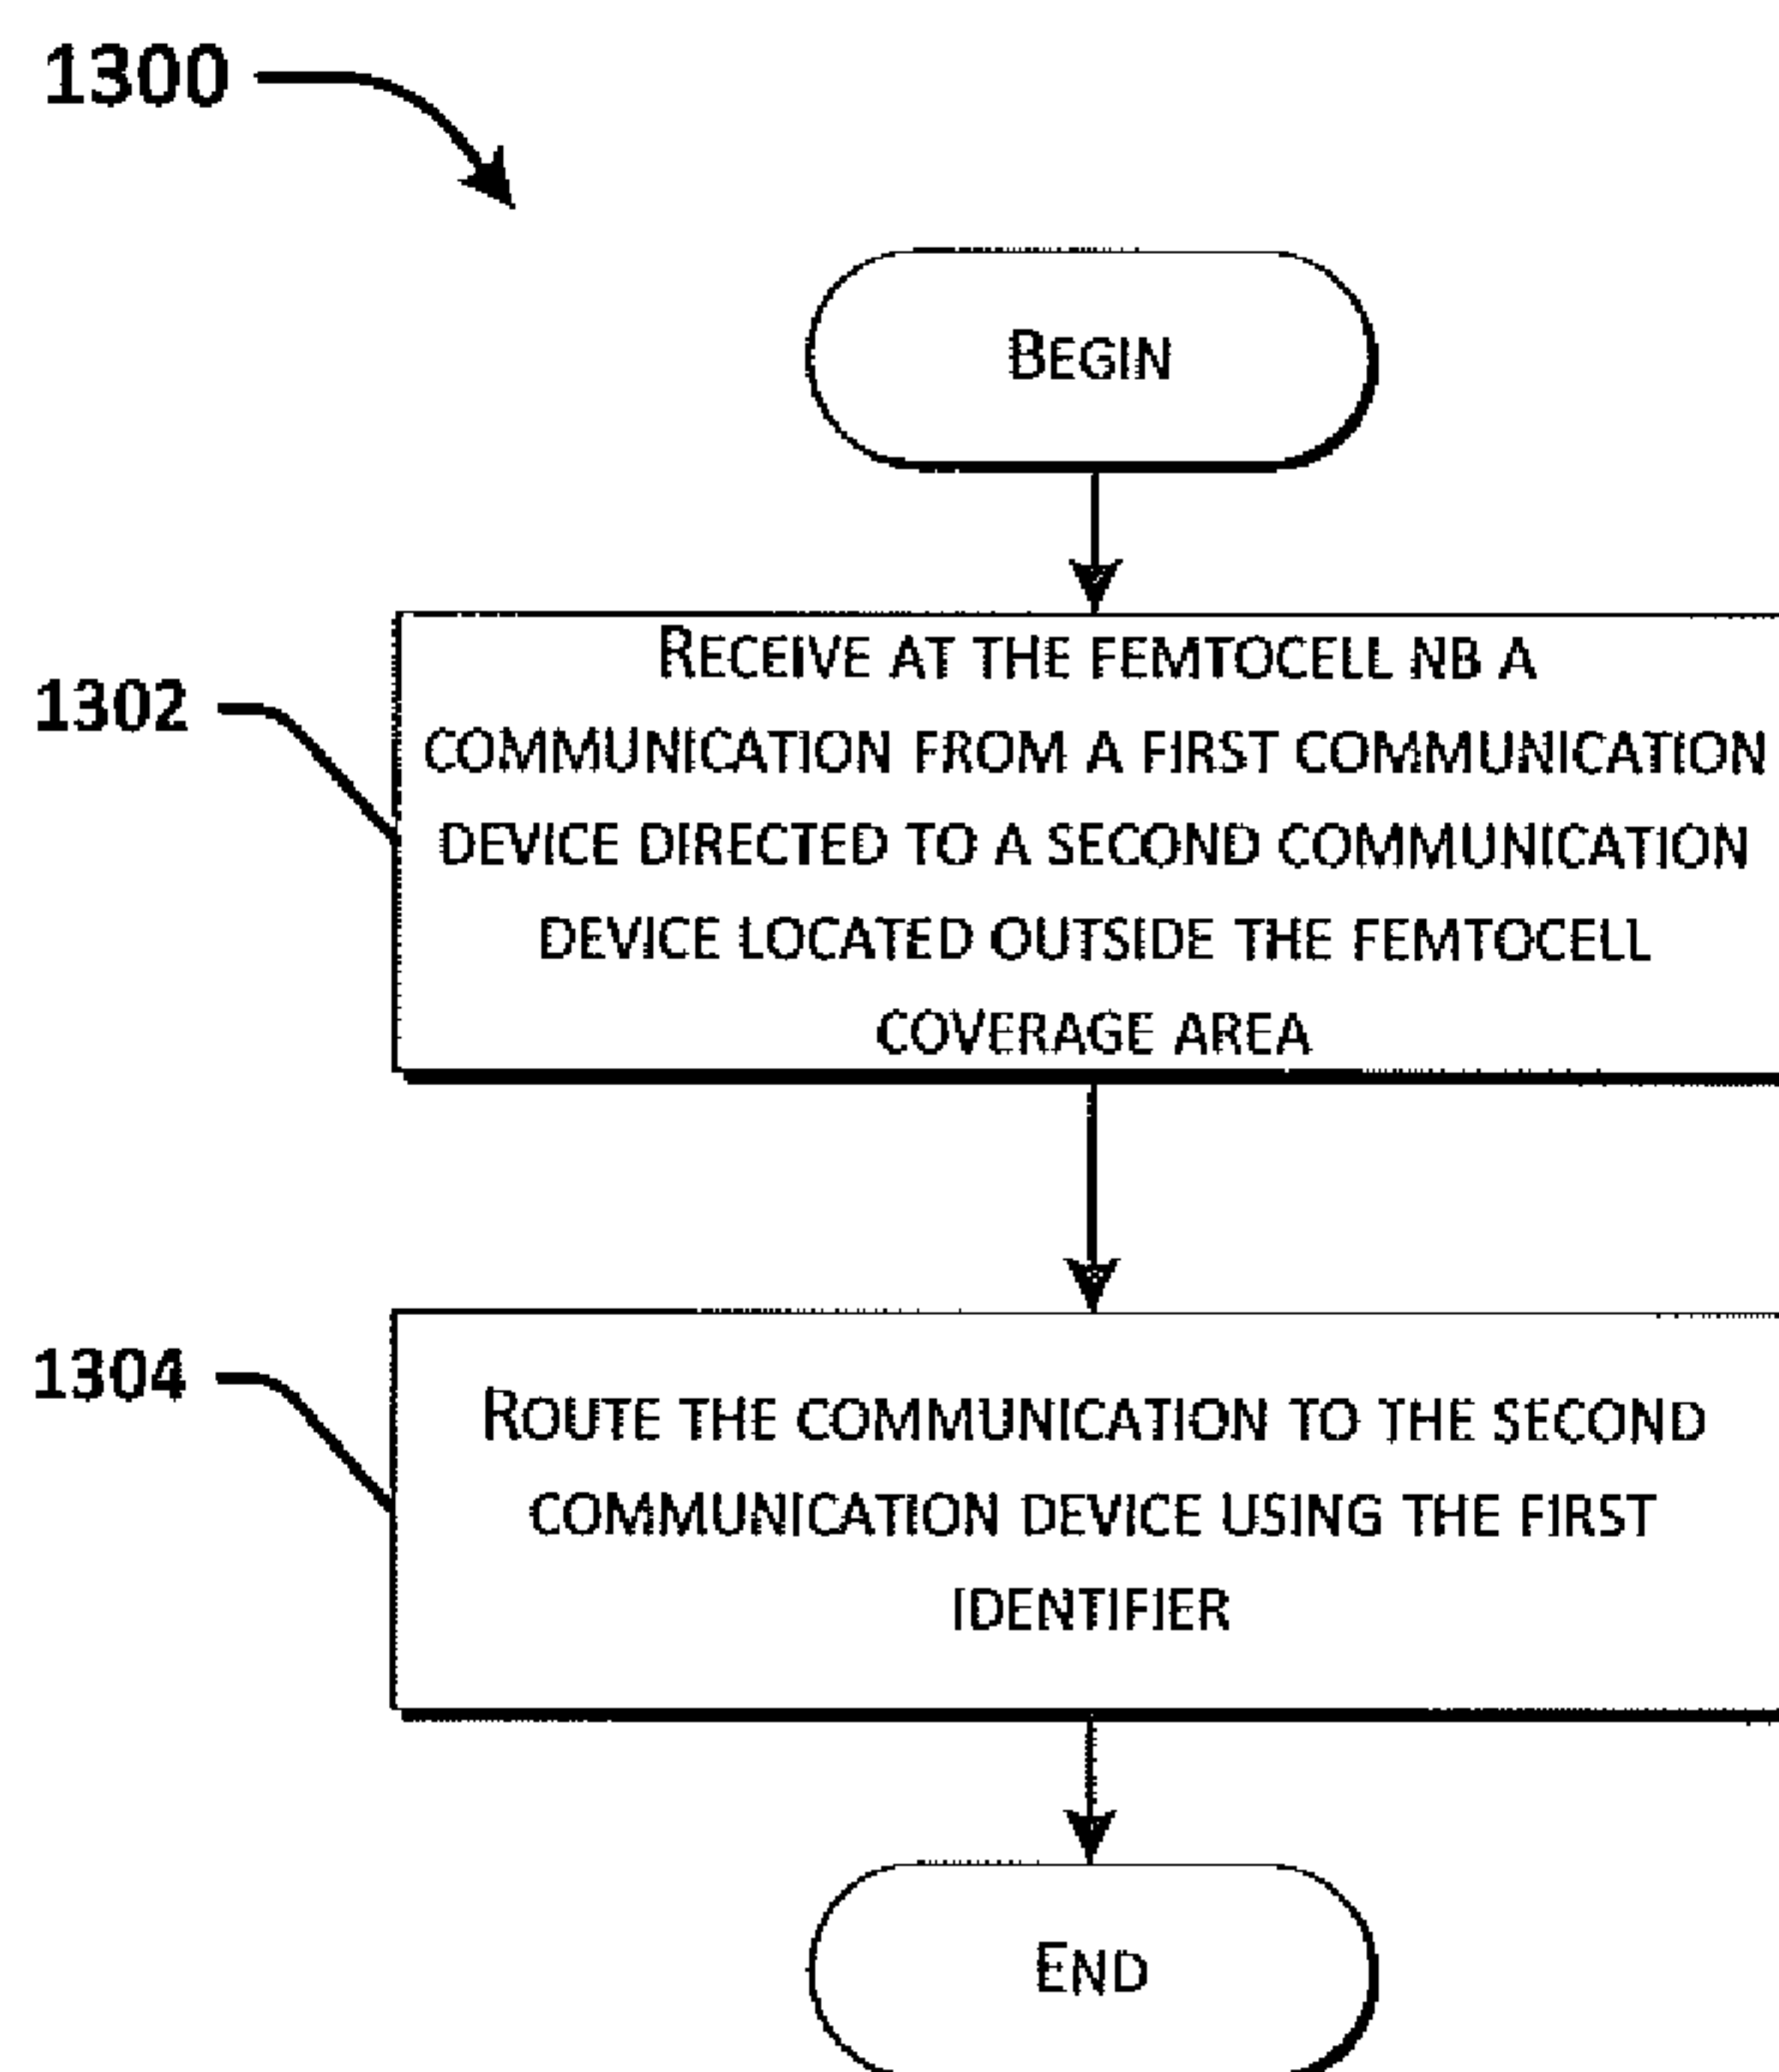 1300
BEGIN
1302
RECEIVE AT THE FEMTOCELL NB A
COMMUNICATION FROM A FIRST COMMUNICATION
DEVICE DIRECTED TO A SECOND COMMUNICATION
DEVICE LOCATED OUTSIDE THE FEMTOCELL
COVERAGE AREA
1304
ROUTE THE COMMUNICATION TO THE SECOND
COMMUNICATION DEVICE USING THE FIRST
IDENTIFIER
END